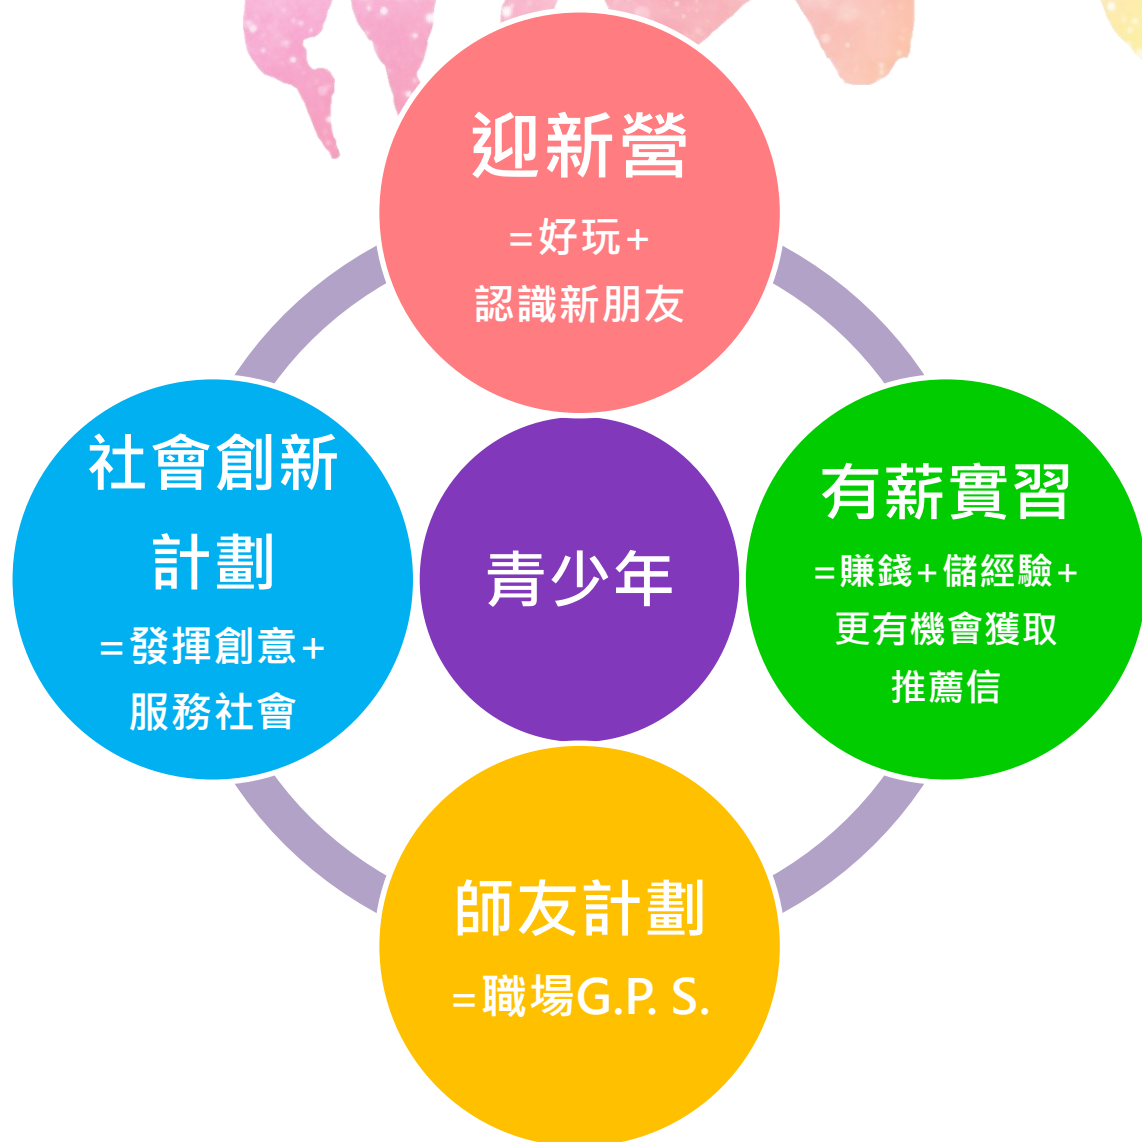 迎新營
=好玩+
認識新朋友
社會創新
計劃
=發揮創意+
服務社會
青少年
有薪實習
=賺錢+儲經驗+
更有機會獲取
推薦信
師友計劃
=職場G.P. S.